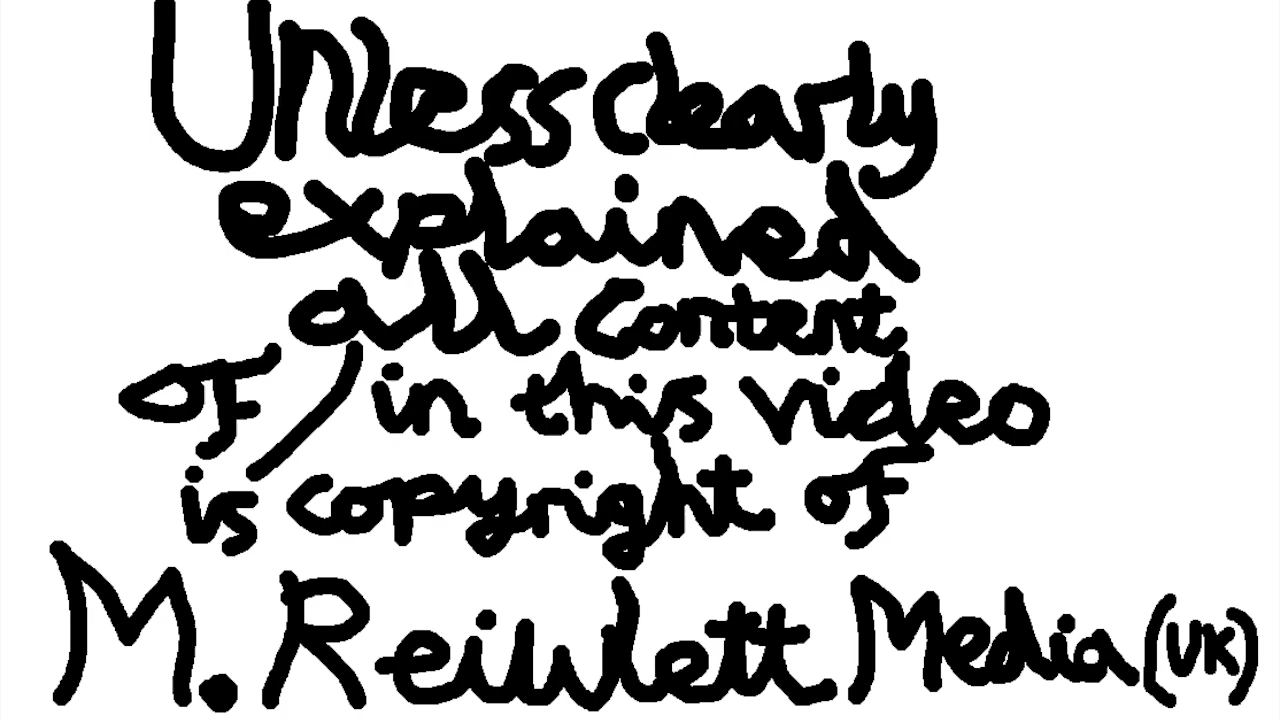 Unless clearly
explained
all content
of / in this video
is copyright of
M. Reiwlett Media (UK)